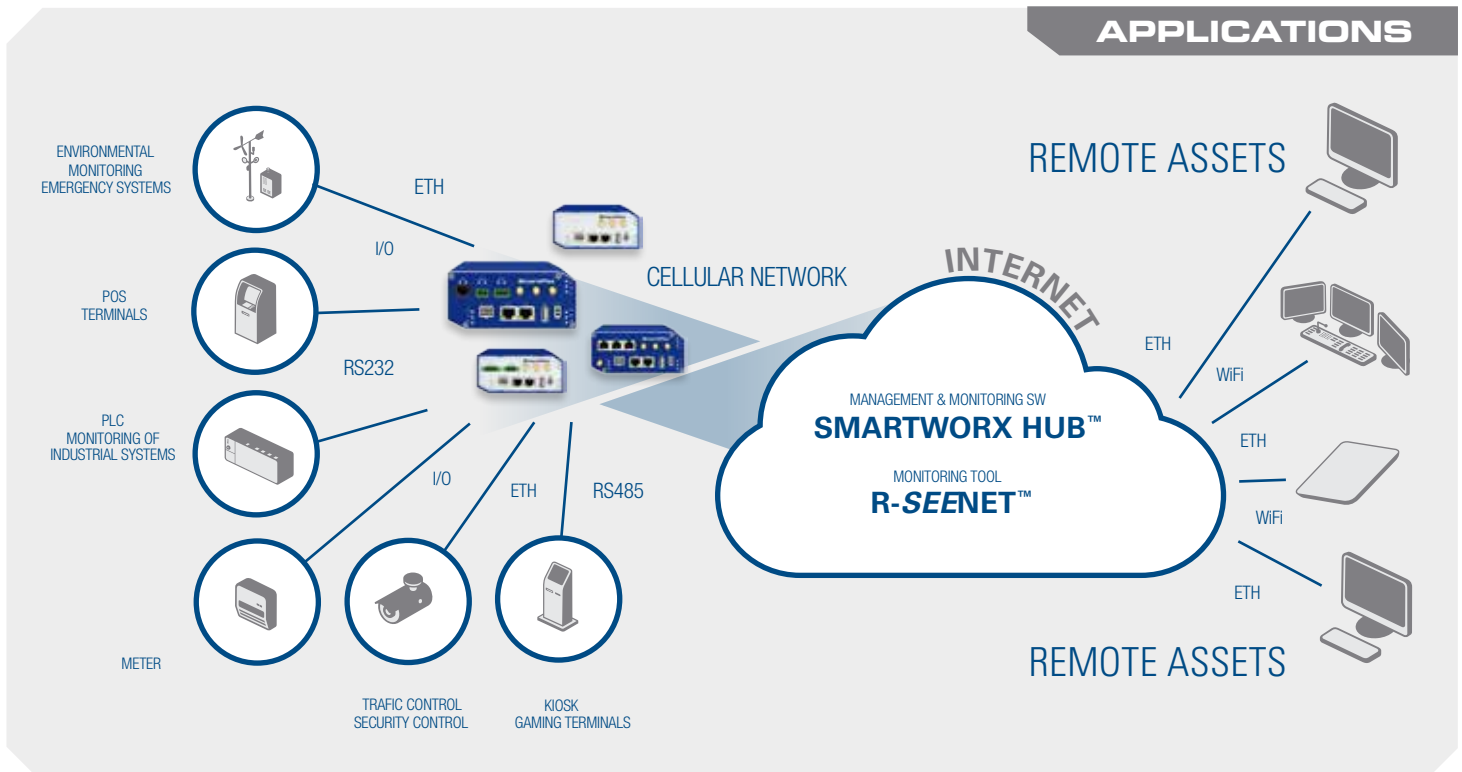 APPLICATIONS
ENVIRONMENTAL
MONITORING
EMERGENCY SYSTEMS
ETH
I/O
POS
TERMINALS
RS232
PLC
MONITORING OF
INDUSTRIAL SYSTEMS
I/O
ETH
RS485
METER
TRAFIC CONTROL
SECURITY CONTROL
KIOSK
GAMING TERMINALS
CELLULAR NETWORK
INTERNET
MANAGEMENT & MONITORING SW
SMARTWORX HUB™
MONITORING TOOL
R-SEENET™
REMOTE ASSETS
ETH
WiFi
ETH
WiFi
ETH
REMOTE ASSETS